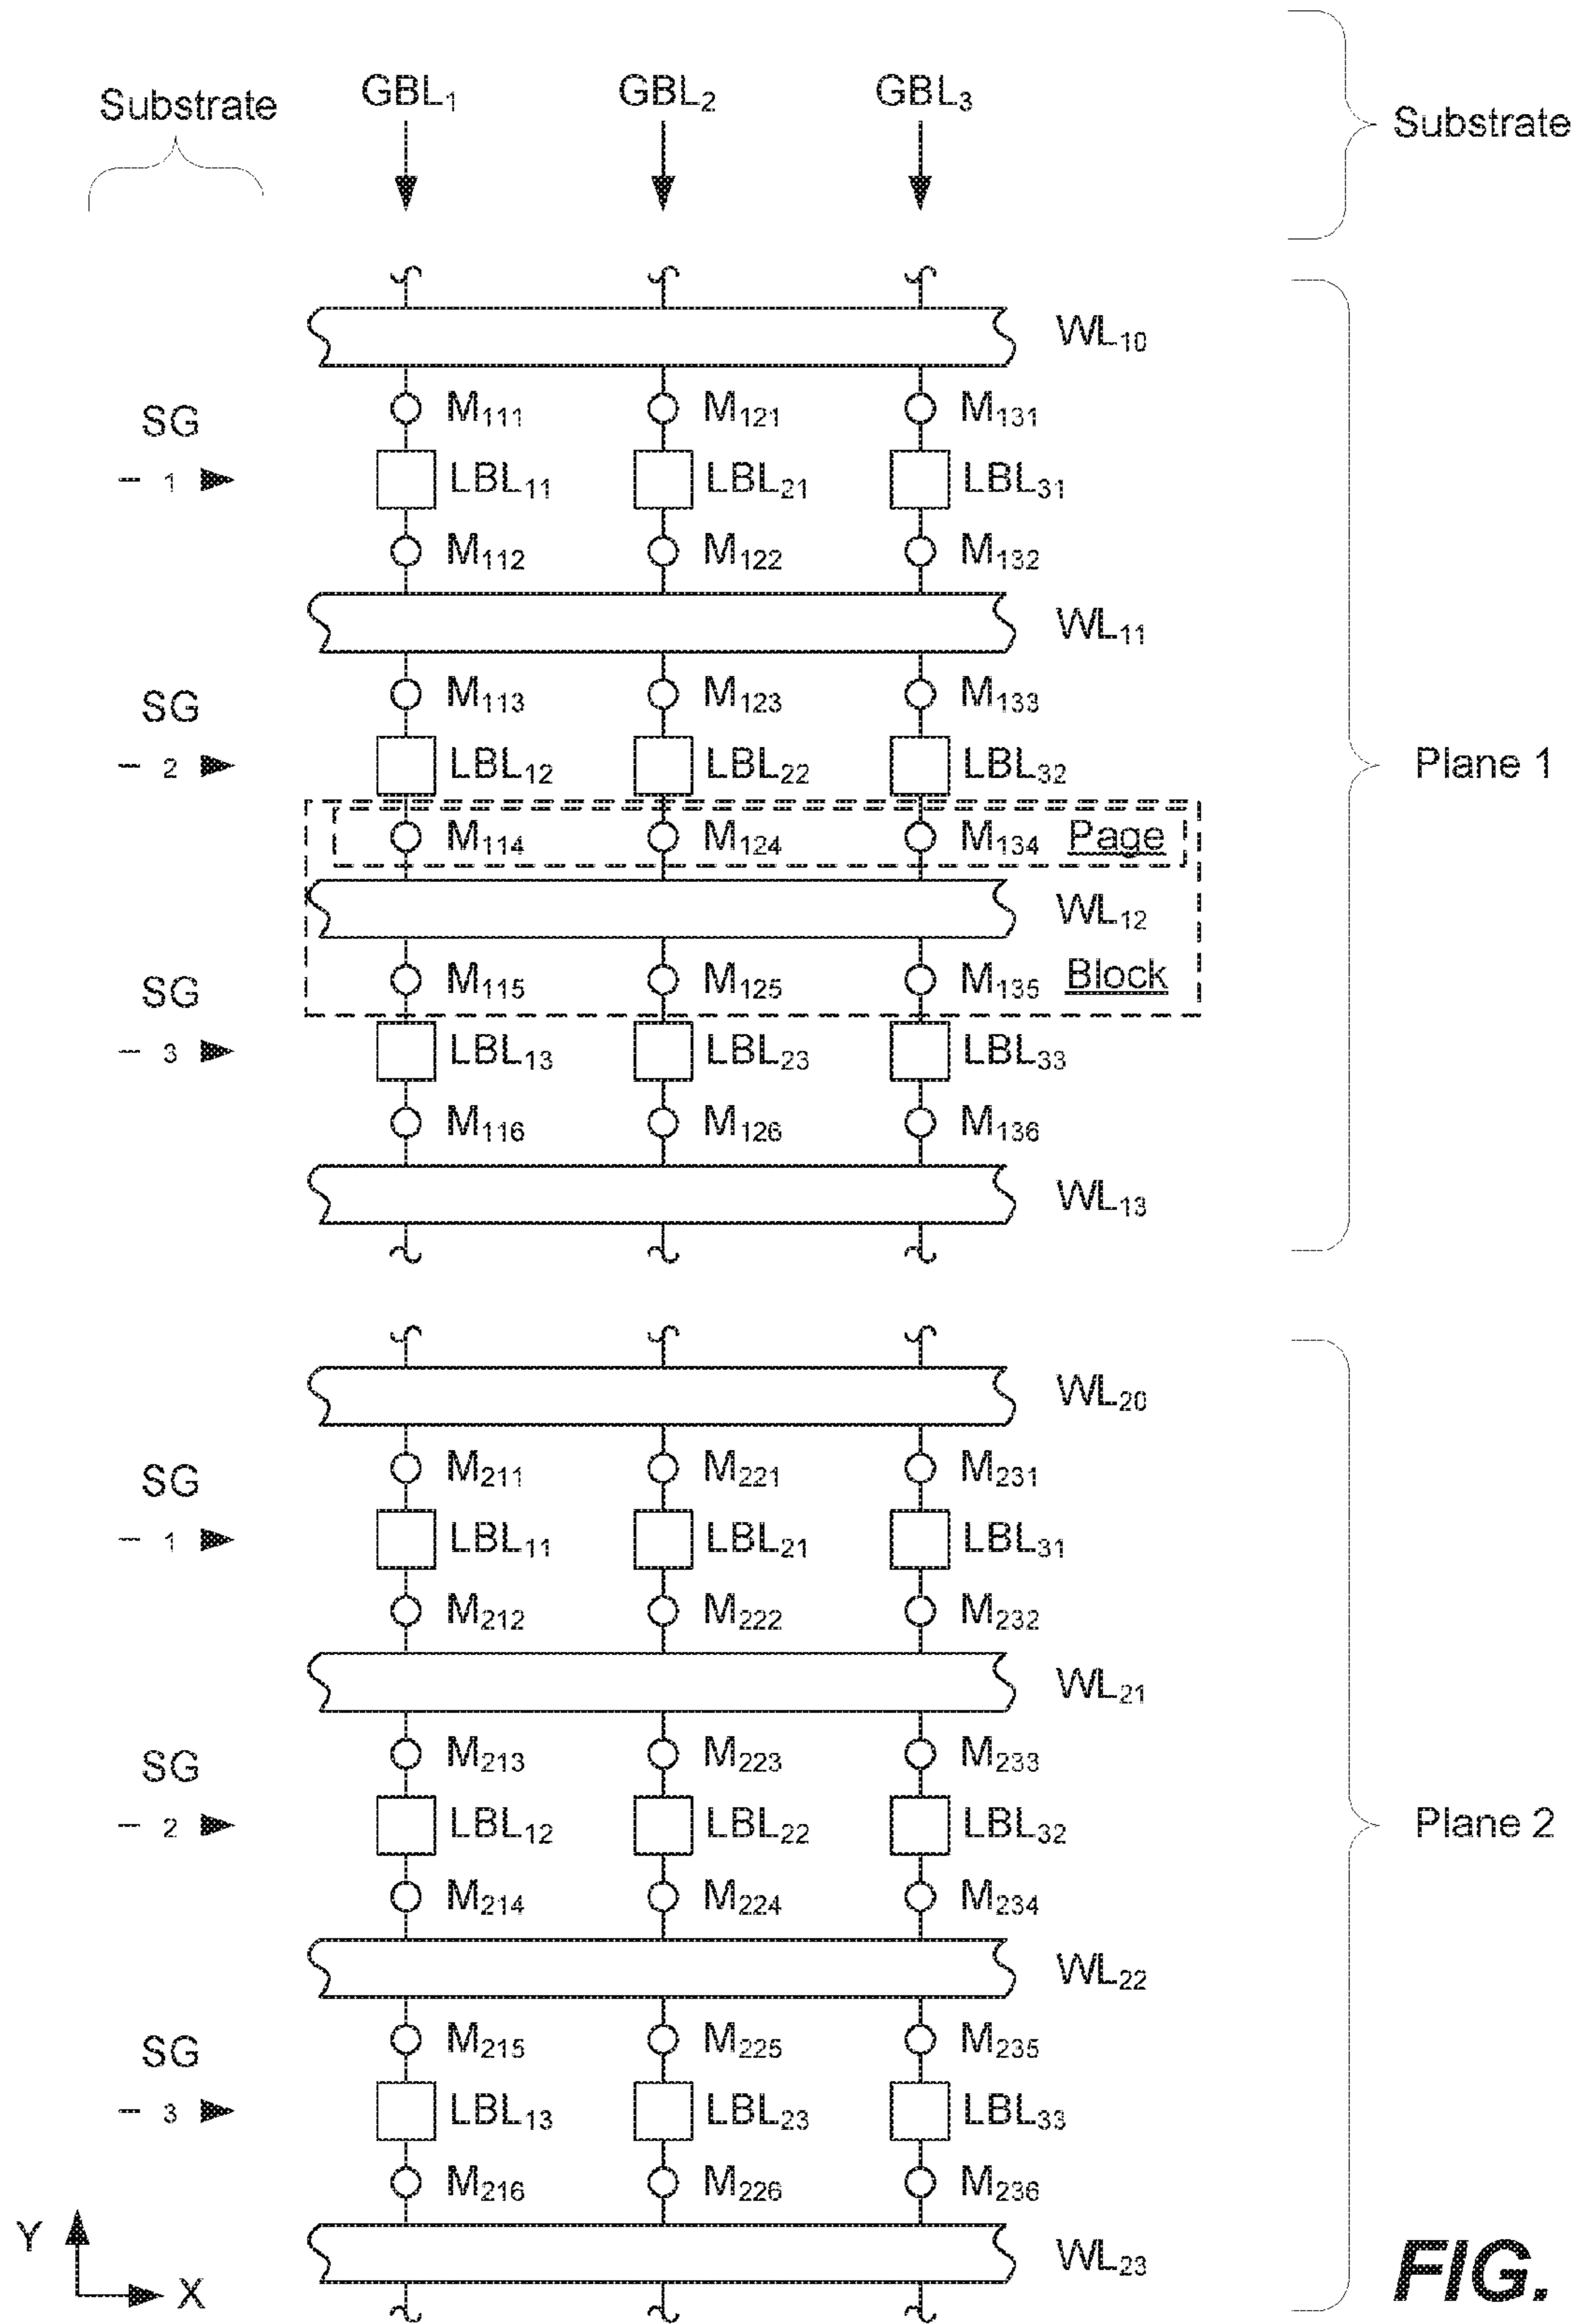 GBL₁ GBL₂ GBL₃
Substrate Substrate
WL₁₀
M₁₁₁ M₁₂₁ M₁₃₁
SG
1 LBL₁₁ LBL₂₁ LBL₃₁
M₁₁₂ M₁₂₂ M₁₃₂
WL₁₁
M₁₁₃ M₁₂₃ M₁₃₃
SG
2 LBL₁₂ LBL₂₂ LBL₃₂ Plane 1
M₁₁₄ M₁₂₄ M₁₃₄ Page
WL₁₂
M₁₁₅ M₁₂₅ M₁₃₅ Block
SG
3 LBL₁₃ LBL₂₃ LBL₃₃
M₁₁₆ M₁₂₆ M₁₃₆
WL₁₃
WL₂₀
M₂₁₁ M₂₂₁ M₂₃₁
SG
1 LBL₁₁ LBL₂₁ LBL₃₁
M₂₁₂ M₂₂₂ M₂₃₂
WL₂₁
M₂₁₃ M₂₂₃ M₂₃₃
SG
2 LBL₁₂ LBL₂₂ LBL₃₂ Plane 2
M₂₁₄ M₂₂₄ M₂₃₄
WL₂₂
M₂₁₅ M₂₂₅ M₂₃₅
SG
3 LBL₁₃ LBL₂₃ LBL₃₃
M₂₁₆ M₂₂₆ M₂₃₆
Y
WL₂₃
X
FIG.